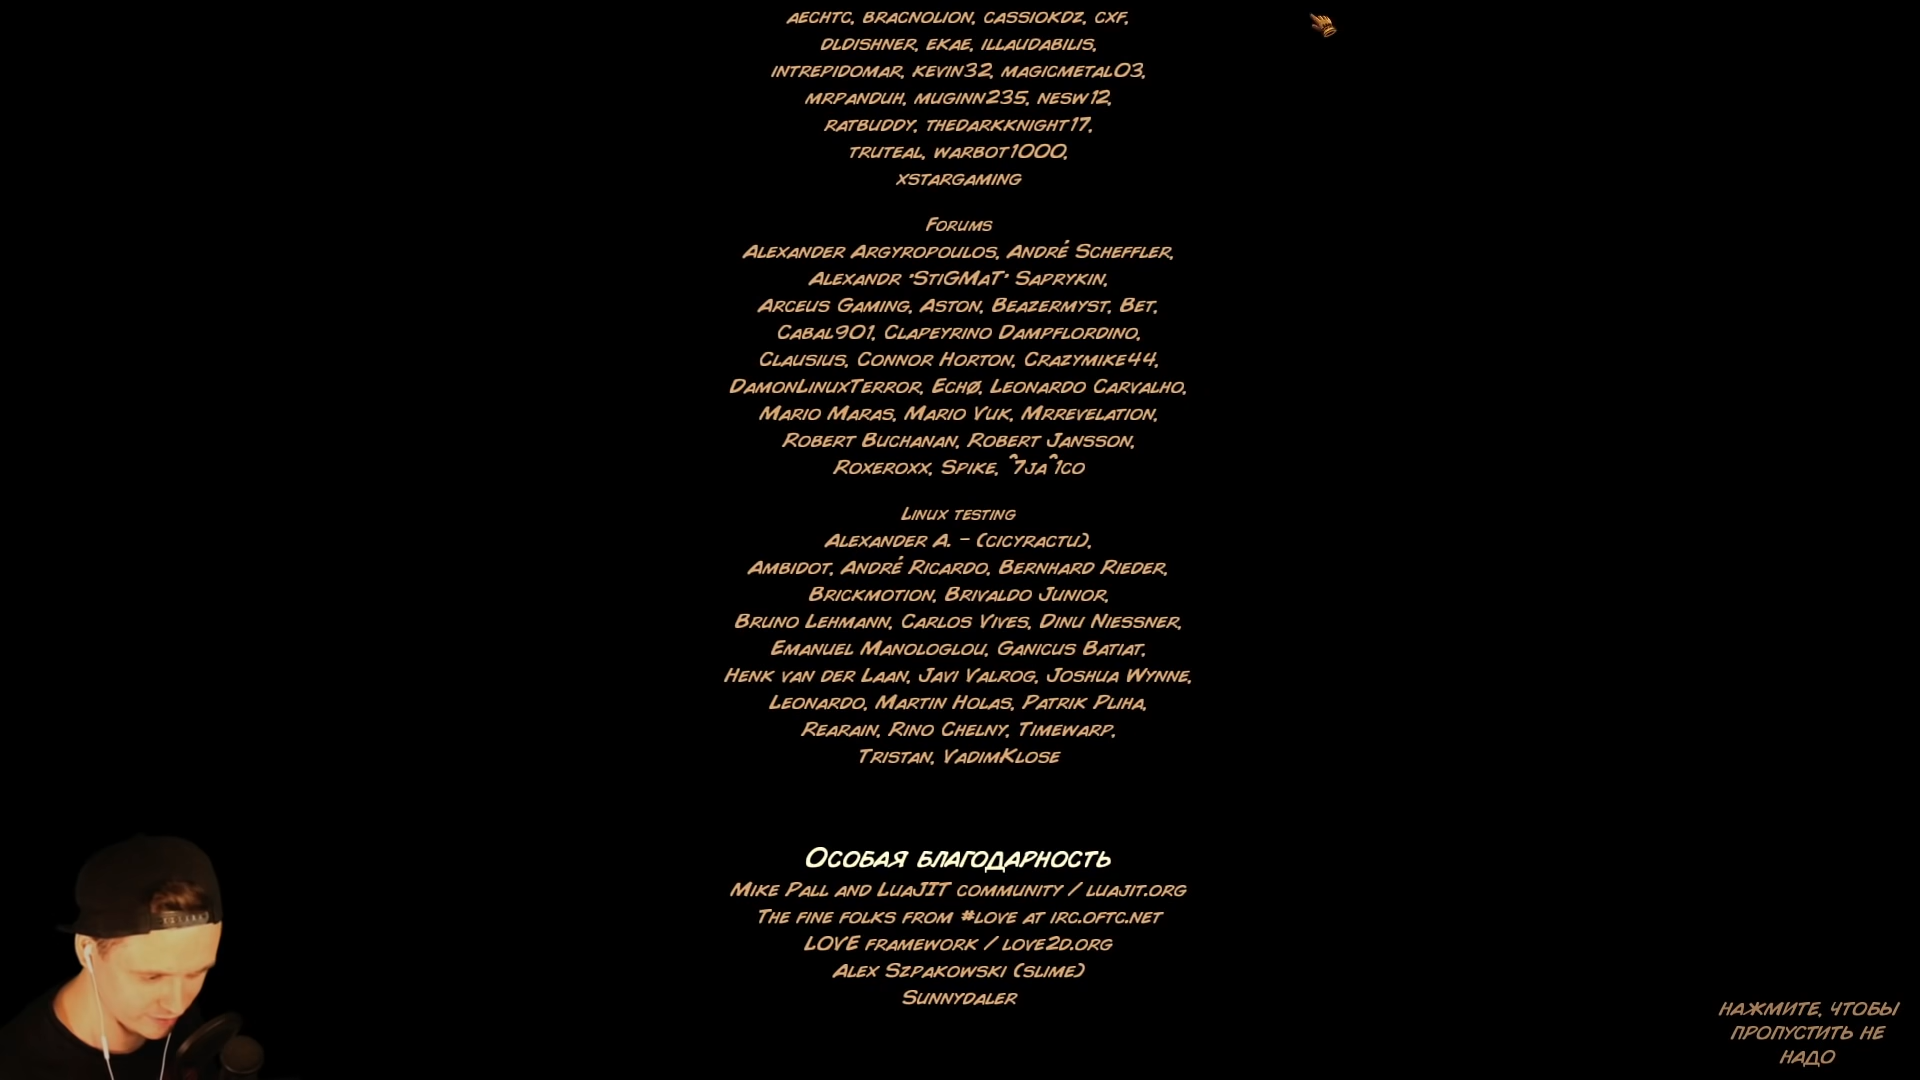 AECHTC, BRACNOLION, CASSIOKDZ, CXF,
DLDISHNER, EKAE, ILLAUDABILIS,
INTREPIDOMAR, KEVIN32, MAGICMETAL03,
MRPANDUH, MUGINN235, NESW12,
RATBUDDY, THEDARKKNIGHT17,
TRUTEAL, WARBOT1000,
XSTARGAMING
Forums
Alexander Argyropoulos, André Scheffler,
Alexandr "StiGMaT" Saprykin,
Arceus Gaming, Aston, Beazermyst, Bet,
Cabal901, Clapeyrino Dampflordino,
Clausius, Connor Horton, Crazymike44,
DamonLinuxTerror, Echø, Leonardo Carvalho,
Mario Maras, Mario Vuk, Mrrevelation,
Robert Buchanan, Robert Jansson,
Roxeroxx, Spike, ^7ja^1co
Linux testing
Alexander A. - (cicyractu),
Ambidot, André Ricardo, Bernhard Rieder,
Brickmotion, Brivaldo Junior,
Bruno Lehmann, Carlos Vives, Dinu Niessner,
Emanuel Manologlou, Ganicus Batiat,
Henk van der Laan, Javi Valrog, Joshua Wynne,
Leonardo, Martin Holas, Patrik Pliha,
Rearain, Rino Chelny, Timewarp,
Tristan, VadimKlose
Особая благодарность
Mike Pall and LuaJIT community / luajit.org
The fine folks from #love at irc.oftc.net
LOVE framework / love2d.org
Alex Szpakowski (slime)
Sunnydaler
НАЖМИТЕ, ЧТОБЫ
ПРОПУСТИТЬ НЕ
НАДО